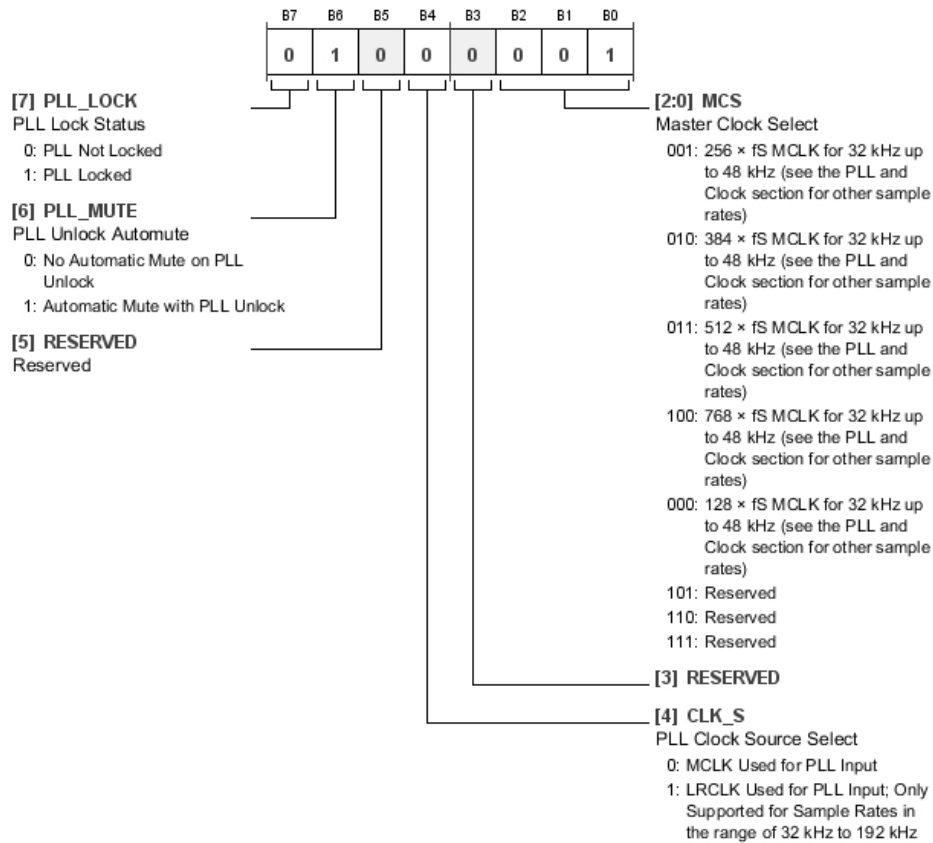 B7 B6 B5 B4 B3 B2 B1 B0
0 1 0 0 0 0 0 1
[7] PLL_LOCK
PLL Lock Status
0: PLL Not Locked
1: PLL Locked
[6] PLL_MUTE
PLL Unlock Automute
0: No Automatic Mute on PLL
Unlock
1: Automatic Mute with PLL Unlock
[5] RESERVED
Reserved
[2:0] MCS
Master Clock Select
001: 256 × fS MCLK for 32 kHz up
to 48 kHz (see the PLL and
Clock section for other sample
rates)
010: 384 × fS MCLK for 32 kHz up
to 48 kHz (see the PLL and
Clock section for other sample
rates)
011: 512 × fS MCLK for 32 kHz up
to 48 kHz (see the PLL and
Clock section for other sample
rates)
100: 768 × fS MCLK for 32 kHz up
to 48 kHz (see the PLL and
Clock section for other sample
rates)
000: 128 × fS MCLK for 32 kHz up
to 48 kHz (see the PLL and
Clock section for other sample
rates)
101: Reserved
110: Reserved
111: Reserved
[3] RESERVED
[4] CLK_S
PLL Clock Source Select
0: MCLK Used for PLL Input
1: LRCLK Used for PLL Input; Only
Supported for Sample Rates in
the range of 32 kHz to 192 kHz